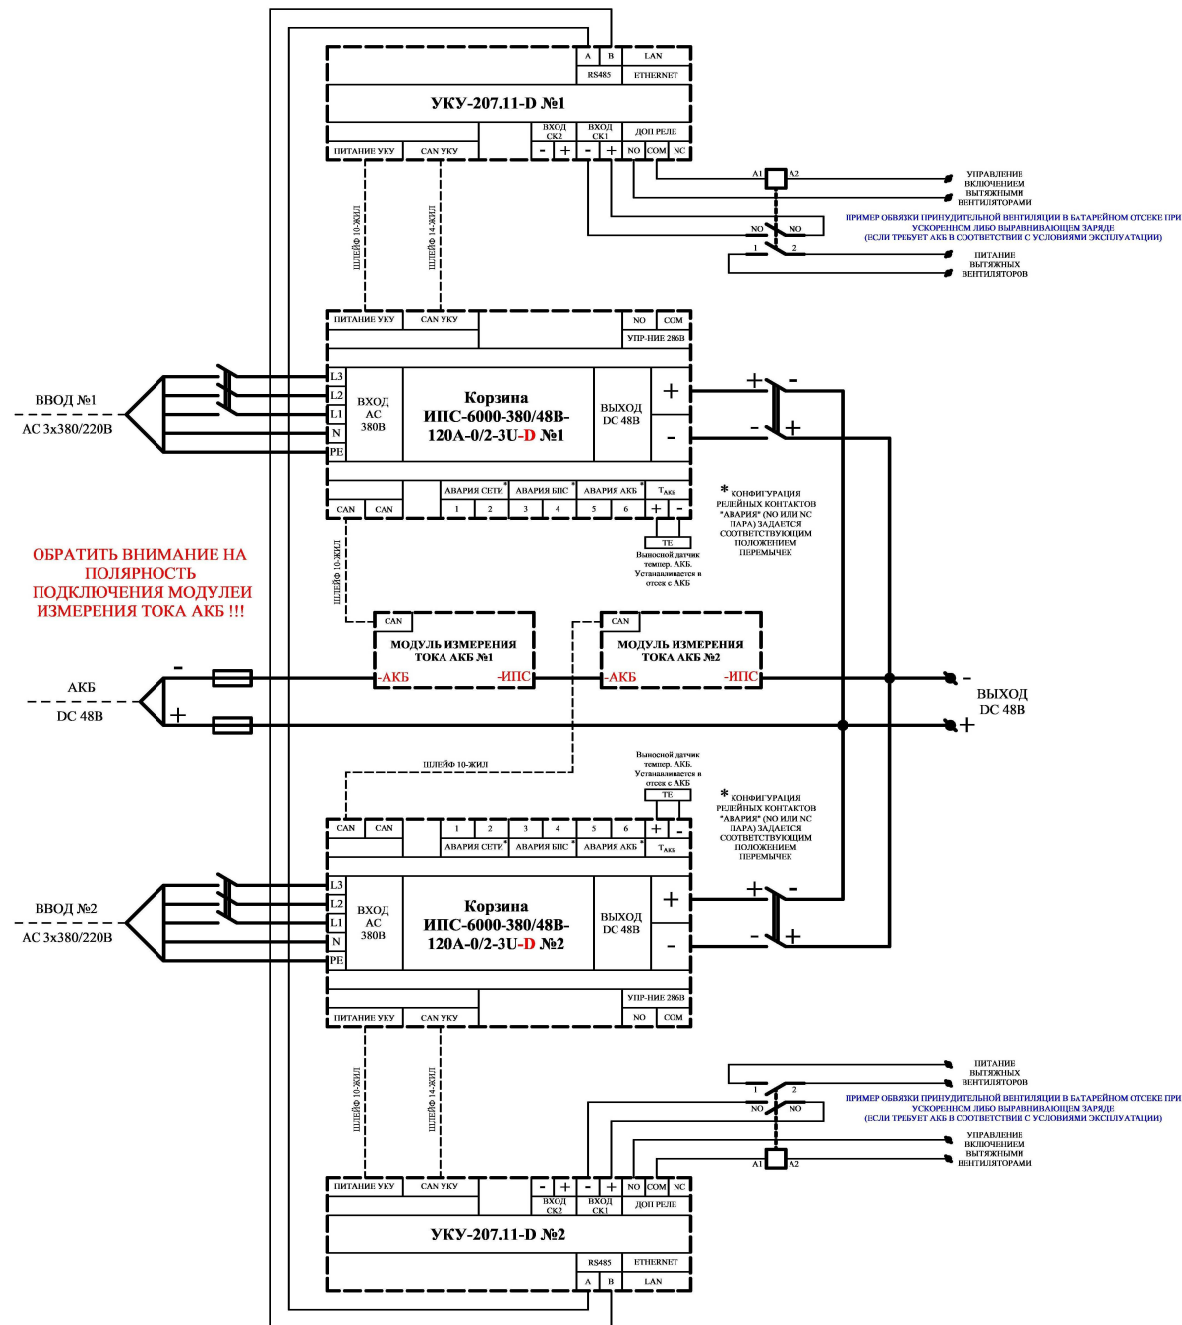 A B LAN
RS485 ETHERNET
УКУ-207.11-D №1
ВХОД СК2
ВХОД СК1
ДОП РЕЛЕ
ПИТАНИЕ УКУ CAN УКУ - + - + NO COM NC
A1 A2
УПРАВЛЕНИЕ
ВКЛЮЧЕНИЕМ
ВЫТЯЖНЫМИ
ВЕНТИЛЯТОРАМИ
ШЛЕЙФ 10-ЖИЛ
ШЛЕЙФ 14-ЖИЛ
ПРИМЕР ОБВЯЗКИ ПРИНУДИТЕЛЬНОЙ ВЕНТИЛЯЦИИ В БАТАРЕЙНОМ ОТСЕКЕ ПРИ
УСКОРЕННОМ ЛИБО ВЫРАВНИВАЮЩЕМ ЗАРЯДЕ
(ЕСЛИ ТРЕБУЕТ АКБ В СООТВЕТСТВИИ С УСЛОВИЯМИ ЭКСПЛУАТАЦИИ)
NO NO
1 2
ПИТАНИЕ
ВЫТЯЖНЫХ
ВЕНТИЛЯТОРОВ
ПИТАНИЕ УКУ CAN УКУ NO COM
УПР-НИЕ 286В
ВВОД №1
АС 3х380/220В
L3
L2
L1
N
PE
ВХОД
АС
380В
Корзина
ИПС-6000-380/48В-
120А-0/2-3U-D №1
ВЫХОД
DC 48В
+
-
+ -
- +
АВАРИЯ СЕТИ* АВАРИЯ БПС* АВАРИЯ АКБ* TАКБ
CAN CAN 1 2 3 4 5 6 + -
TE
Выносной датчик
темпер. АКБ.
Устанавливается в
отсек с АКБ
* КОНФИГУРАЦИЯ
РЕЛЕЙНЫХ КОНТАКТОВ
"АВАРИЯ" (NO ИЛИ NC
ПАРА) ЗАДАЕТСЯ
СООТВЕТСТВУЮЩИМ
ПОЛОЖЕНИЕМ
ПЕРЕМЫЧЕК
ШЛЕЙФ 10-ЖИЛ
ОБРАТИТЬ ВНИМАНИЕ НА
ПОЛЯРНОСТЬ
ПОДКЛЮЧЕНИЯ МОДУЛЕЙ
ИЗМЕРЕНИЯ ТОКА АКБ !!!
CAN
МОДУЛЬ ИЗМЕРЕНИЯ
ТОКА АКБ №1
-АКБ -ИПС
CAN
МОДУЛЬ ИЗМЕРЕНИЯ
ТОКА АКБ №2
-АКБ -ИПС
АКБ
DC 48В
-
+
-
+
ВЫХОД
DC 48В
ШЛЕЙФ 10-ЖИЛ
Выносной датчик
темпер. АКБ.
Устанавливается в
отсек с АКБ
TE
* КОНФИГУРАЦИЯ
РЕЛЕЙНЫХ КОНТАКТОВ
"АВАРИЯ" (NO ИЛИ NC
ПАРА) ЗАДАЕТСЯ
СООТВЕТСТВУЮЩИМ
ПОЛОЖЕНИЕМ
ПЕРЕМЫЧЕК
CAN CAN 1 2 3 4 5 6 + -
АВАРИЯ СЕТИ* АВАРИЯ БПС* АВАРИЯ АКБ* TАКБ
ВВОД №2
АС 3х380/220В
L3
L2
L1
N
PE
ВХОД
АС
380В
Корзина
ИПС-6000-380/48В-
120А-0/2-3U-D №2
ВЫХОД
DC 48В
+
-
+ -
- +
УПР-НИЕ 286В
ПИТАНИЕ УКУ CAN УКУ NO COM
ШЛЕЙФ 10-ЖИЛ
ШЛЕЙФ 14-ЖИЛ
ПИТАНИЕ
ВЫТЯЖНЫХ
ВЕНТИЛЯТОРОВ
1 2
NO NO
ПРИМЕР ОБВЯЗКИ ПРИНУДИТЕЛЬНОЙ ВЕНТИЛЯЦИИ В БАТАРЕЙНОМ ОТСЕКЕ ПРИ
УСКОРЕННОМ ЛИБО ВЫРАВНИВАЮЩЕМ ЗАРЯДЕ
(ЕСЛИ ТРЕБУЕТ АКБ В СООТВЕТСТВИИ С УСЛОВИЯМИ ЭКСПЛУАТАЦИИ)
УПРАВЛЕНИЕ
ВКЛЮЧЕНИЕМ
ВЫТЯЖНЫМИ
ВЕНТИЛЯТОРАМИ
A1 A2
ПИТАНИЕ УКУ CAN УКУ - + - + NO COM NC
ВХОД СК2
ВХОД СК1
ДОП РЕЛЕ
УКУ-207.11-D №2
RS485 ETHERNET
A B LAN